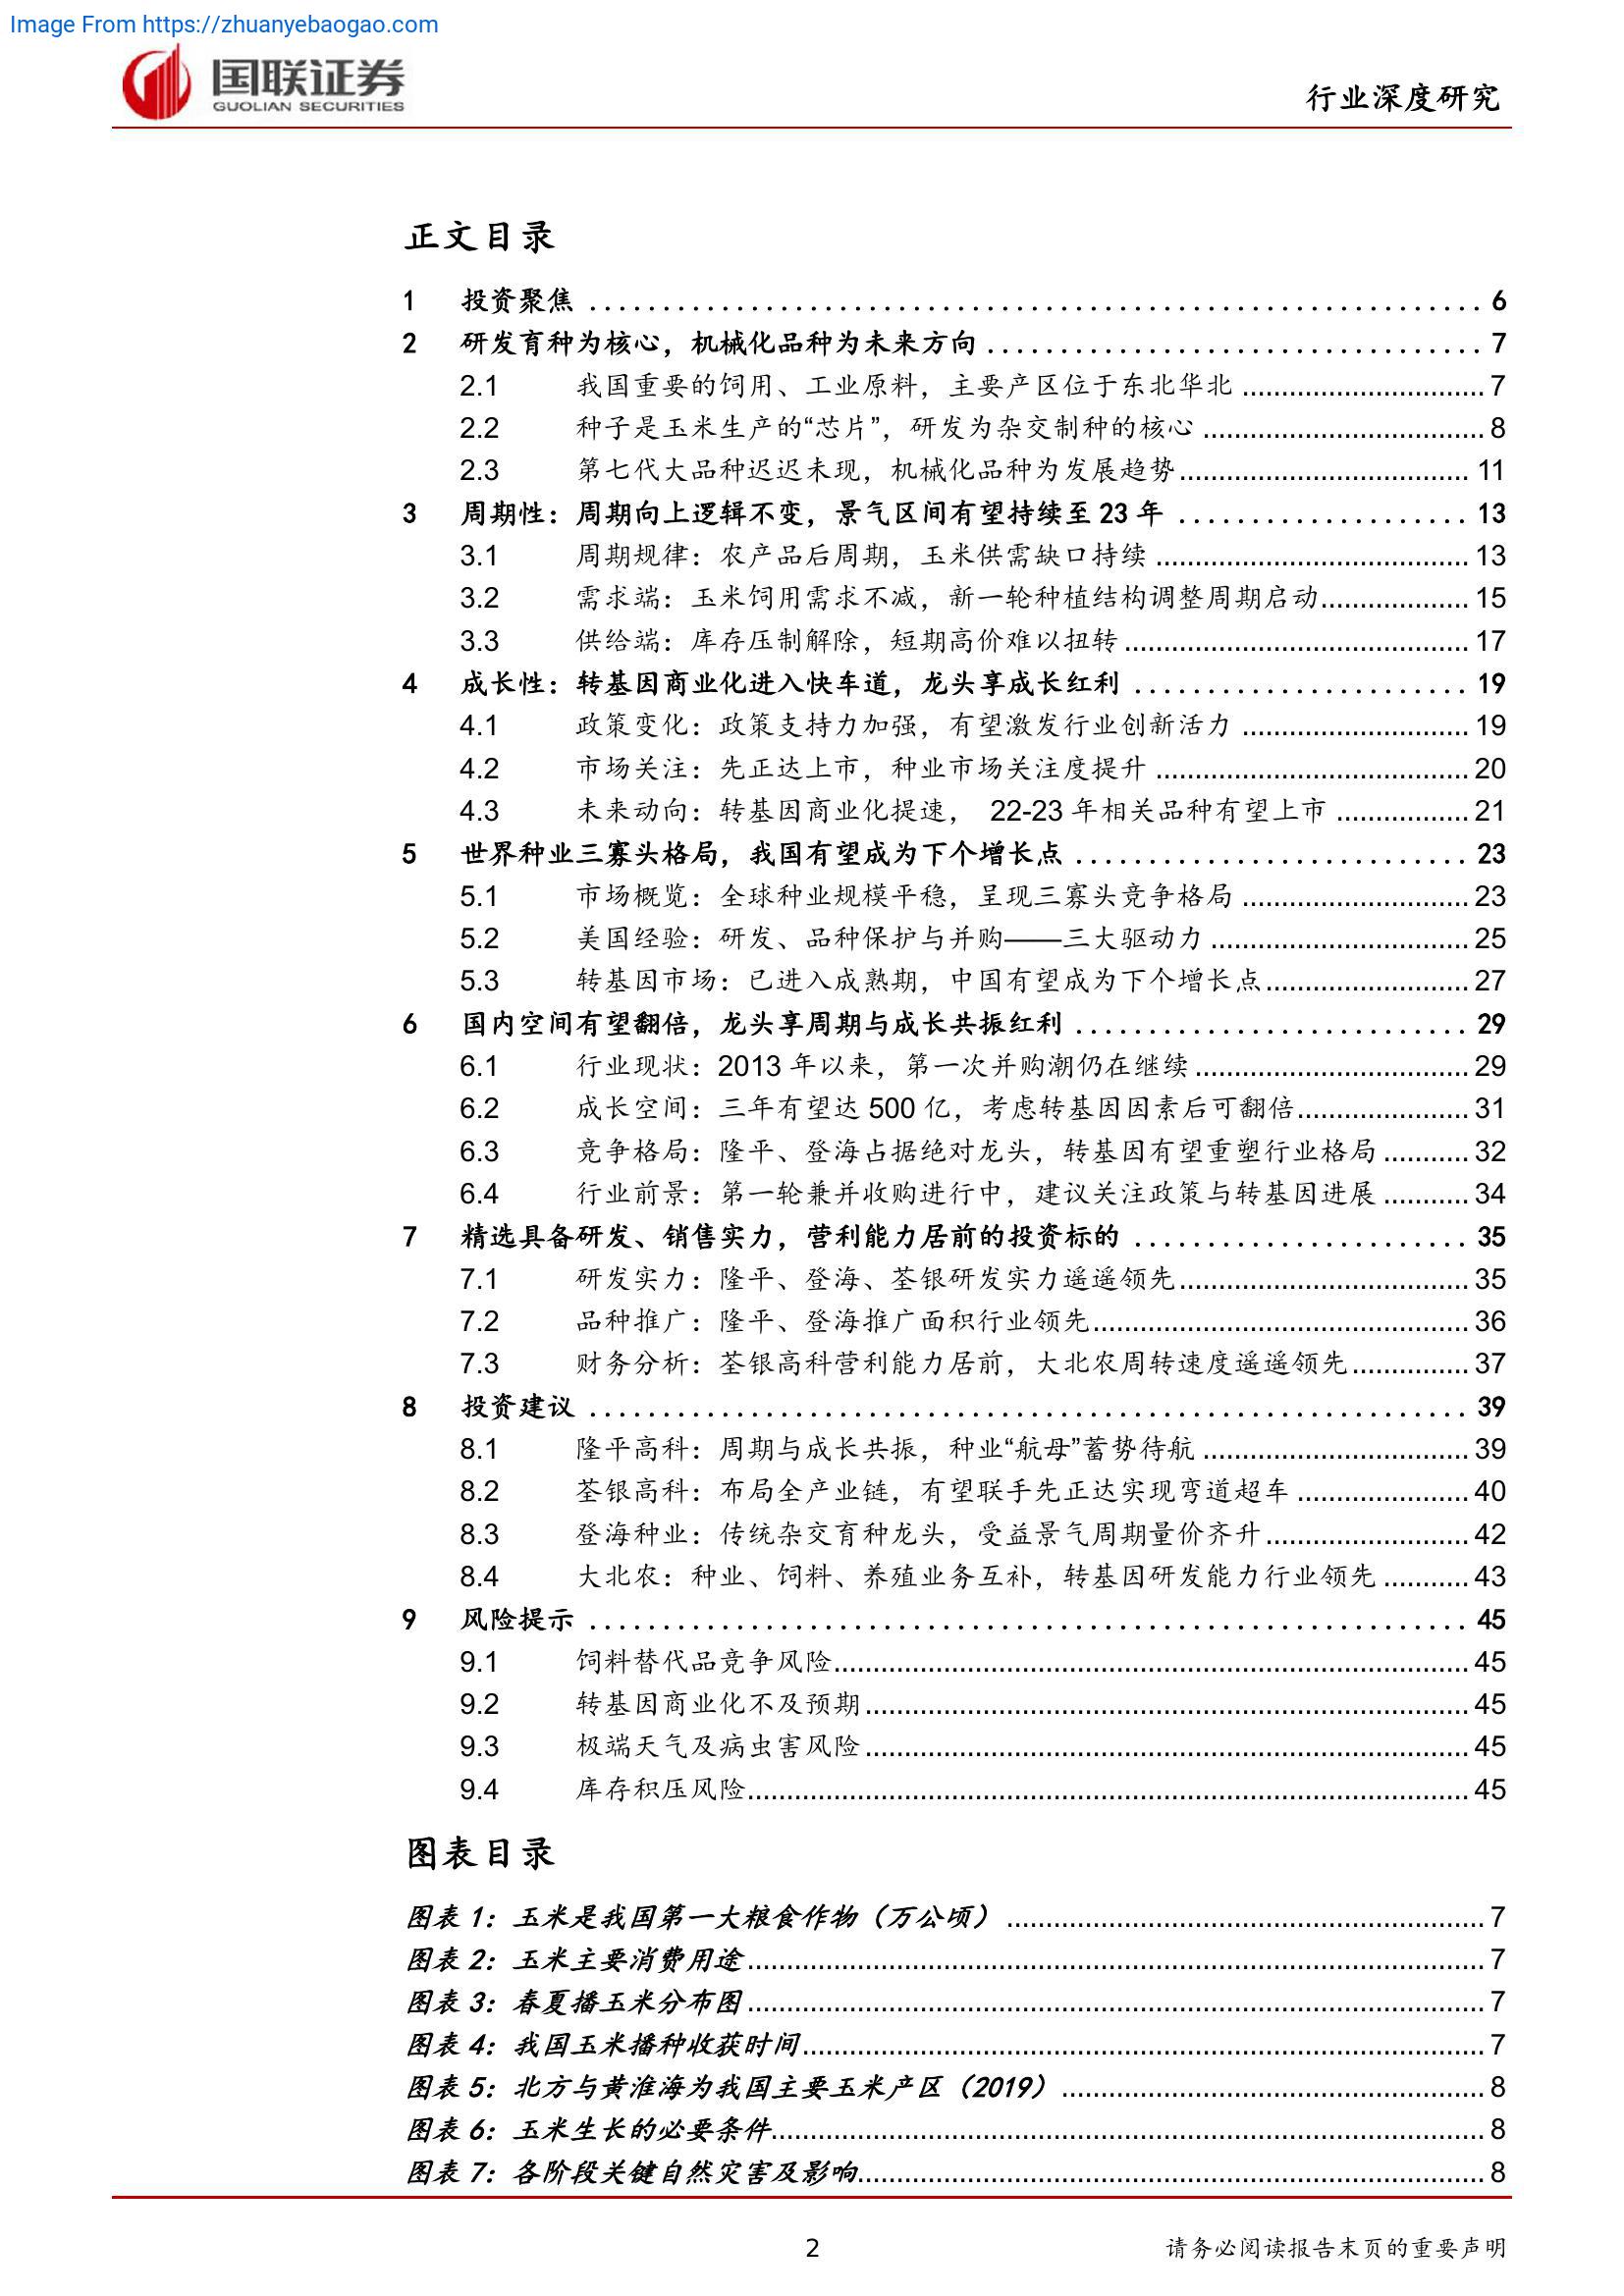 Image From https://zhuanyebaogao.com
国联证券
GUOLIAN SECURITIES
行业深度研究
正文目录
1 投资聚焦 ........ 6
2 研发育种为核心，机械化品种为未来方向 ........ 7
2.1 我国重要的饲用、工业原料，主要产区位于东北华北 ........ 7
2.2 种子是玉米生产的“芯片”，研发为杂交制种的核心 ........ 8
2.3 第七代大品种迟迟未现，机械化品种为发展趋势 ........ 11
3 周期性：周期向上逻辑不变，景气区间有望持续至 23 年 ........ 13
3.1 周期规律：农产品后周期，玉米供需缺口持续 ........ 13
3.2 需求端：玉米饲用需求不减，新一轮种植结构调整周期启动 ........ 15
3.3 供给端：库存压制解除，短期高价难以扭转 ........ 17
4 成长性：转基因商业化进入快车道，龙头享成长红利 ........ 19
4.1 政策变化：政策支持力加强，有望激发行业创新活力 ........ 19
4.2 市场关注：先正达上市，种业市场关注度提升 ........ 20
4.3 未来动向：转基因商业化提速， 22-23 年相关品种有望上市 ........ 21
5 世界种业三寡头格局，我国有望成为下个增长点 ........ 23
5.1 市场概览：全球种业规模平稳，呈现三寡头竞争格局 ........ 23
5.2 美国经验：研发、品种保护与并购——三大驱动力 ........ 25
5.3 转基因市场：已进入成熟期，中国有望成为下个增长点 ........ 27
6 国内空间有望翻倍，龙头享周期与成长共振红利 ........ 29
6.1 行业现状：2013 年以来，第一次并购潮仍在继续 ........ 29
6.2 成长空间：三年有望达 500 亿，考虑转基因因素后可翻倍 ........ 31
6.3 竞争格局：隆平、登海占据绝对龙头，转基因有望重塑行业格局 ........ 32
6.4 行业前景：第一轮兼并收购进行中，建议关注政策与转基因进展 ........ 34
7 精选具备研发、销售实力，营利能力居前的投资标的 ........ 35
7.1 研发实力：隆平、登海、荃银研发实力遥遥领先 ........ 35
7.2 品种推广：隆平、登海推广面积行业领先 ........ 36
7.3 财务分析：荃银高科营利能力居前，大北农周转速度遥遥领先 ........ 37
8 投资建议 ........ 39
8.1 隆平高科：周期与成长共振，种业“航母”蓄势待航 ........ 39
8.2 荃银高科：布局全产业链，有望联手先正达实现弯道超车 ........ 40
8.3 登海种业：传统杂交育种龙头，受益景气周期量价齐升 ........ 42
8.4 大北农：种业、饲料、养殖业务互补，转基因研发能力行业领先 ........ 43
9 风险提示 ........ 45
9.1 饲料替代品竞争风险 ........ 45
9.2 转基因商业化不及预期 ........ 45
9.3 极端天气及病虫害风险 ........ 45
9.4 库存积压风险 ........ 45
图表目录
图表 1：玉米是我国第一大粮食作物（万公顷） ........ 7
图表 2：玉米主要消费用途 ........ 7
图表 3：春夏播玉米分布图 ........ 7
图表 4：我国玉米播种收获时间 ........ 7
图表 5：北方与黄淮海为我国主要玉米产区（2019） ........ 8
图表 6：玉米生长的必要条件 ........ 8
图表 7：各阶段关键自然灾害及影响 ........ 8
2
请务必阅读报告末页的重要声明